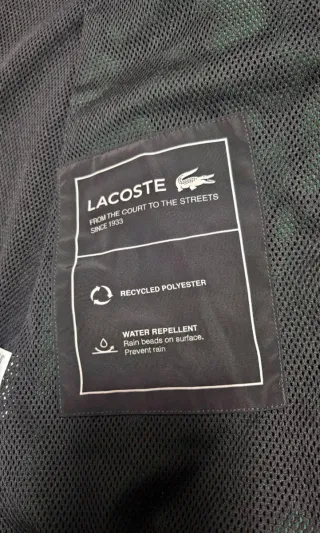 LACOSTE
FROM THE COURT TO THE STREETS
SINCE 1933
RECYCLED POLYESTER
WATER REPELLENT
Rain beads on surface.
Prevent rain